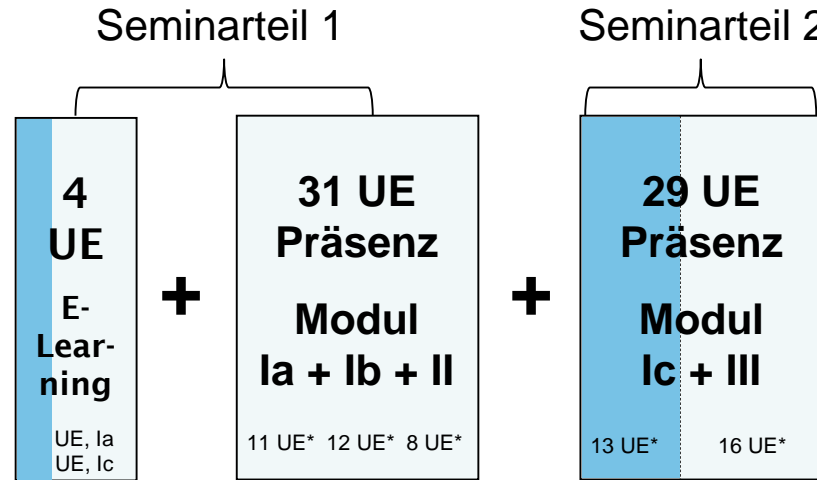 Seminarteil 1
Seminarteil 2
4
UE
E-
Lear-
ning
UE, Ia
UE, Ic
+
31 UE
Präsenz
Modul
Ia + Ib + II
11 UE* 12 UE* 8 UE*
+
29 UE
Präsenz
Modul
Ic + III
13 UE* 16 UE*